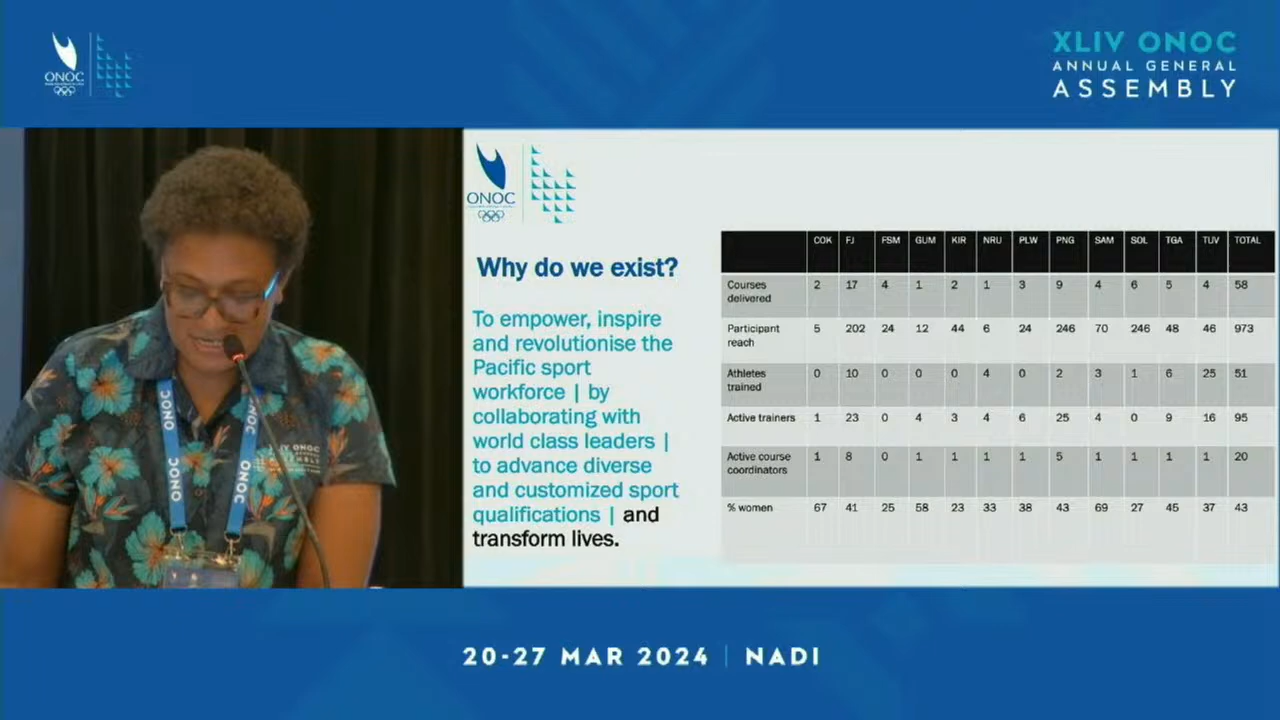 ONOC
XLIV ONOC
ANNUAL GENERAL
ASSEMBLY
ONOC
Why do we exist?
To empower, inspire
and revolutionise the
Pacific sport
workforce | by
collaborating with
world class leaders |
to advance diverse
and customized sport
qualifications | and
transform lives.
COK FJ FSM GUM KIR NRU PLW PNG SAM SOL TGA TUV TOTAL
Courses delivered 2 17 4 1 2 1 3 9 4 6 5 4 58
Participant reach 5 202 24 12 44 6 24 246 70 246 48 46 973
Athletes trained 0 10 0 0 0 4 0 2 3 1 6 25 51
Active trainers 1 23 0 4 3 4 6 25 4 0 9 16 95
Active course coordinators 1 8 0 1 1 1 1 5 1 1 1 1 20
% women 67 41 25 58 23 33 38 43 69 27 45 37 43
ONOC
ONOC
ONOC
ONOC
XLIV ONOC
20-27 MAR 2024 | NADI